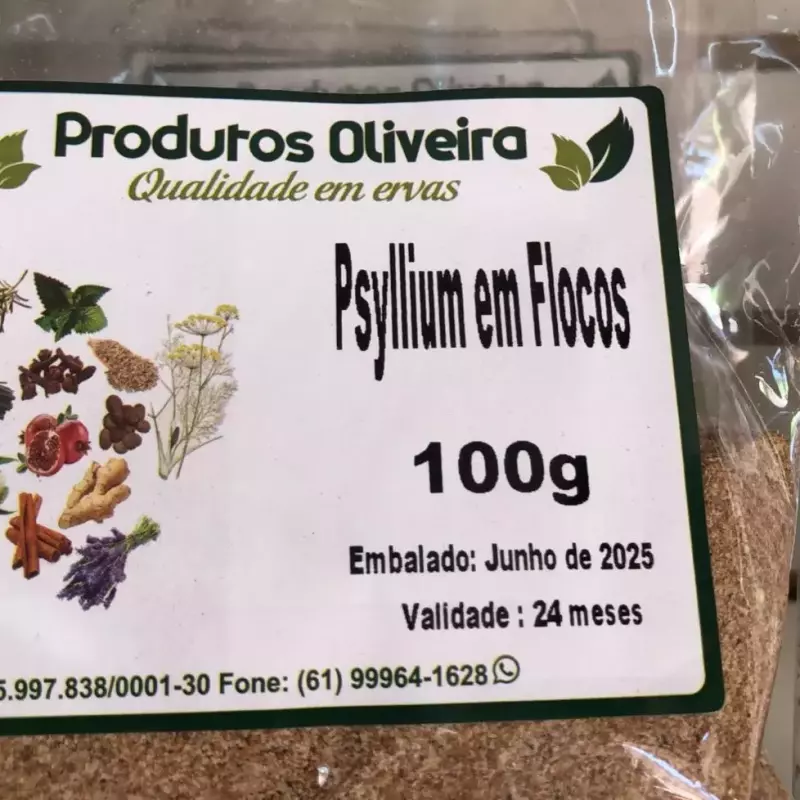 Produtos Oliveira
Qualidade em ervas
Psyllium em Flocos
100g
Embalado: Junho de 2025
Validade : 24 meses
5.997.838/0001-30 Fone: (61) 99964-1628